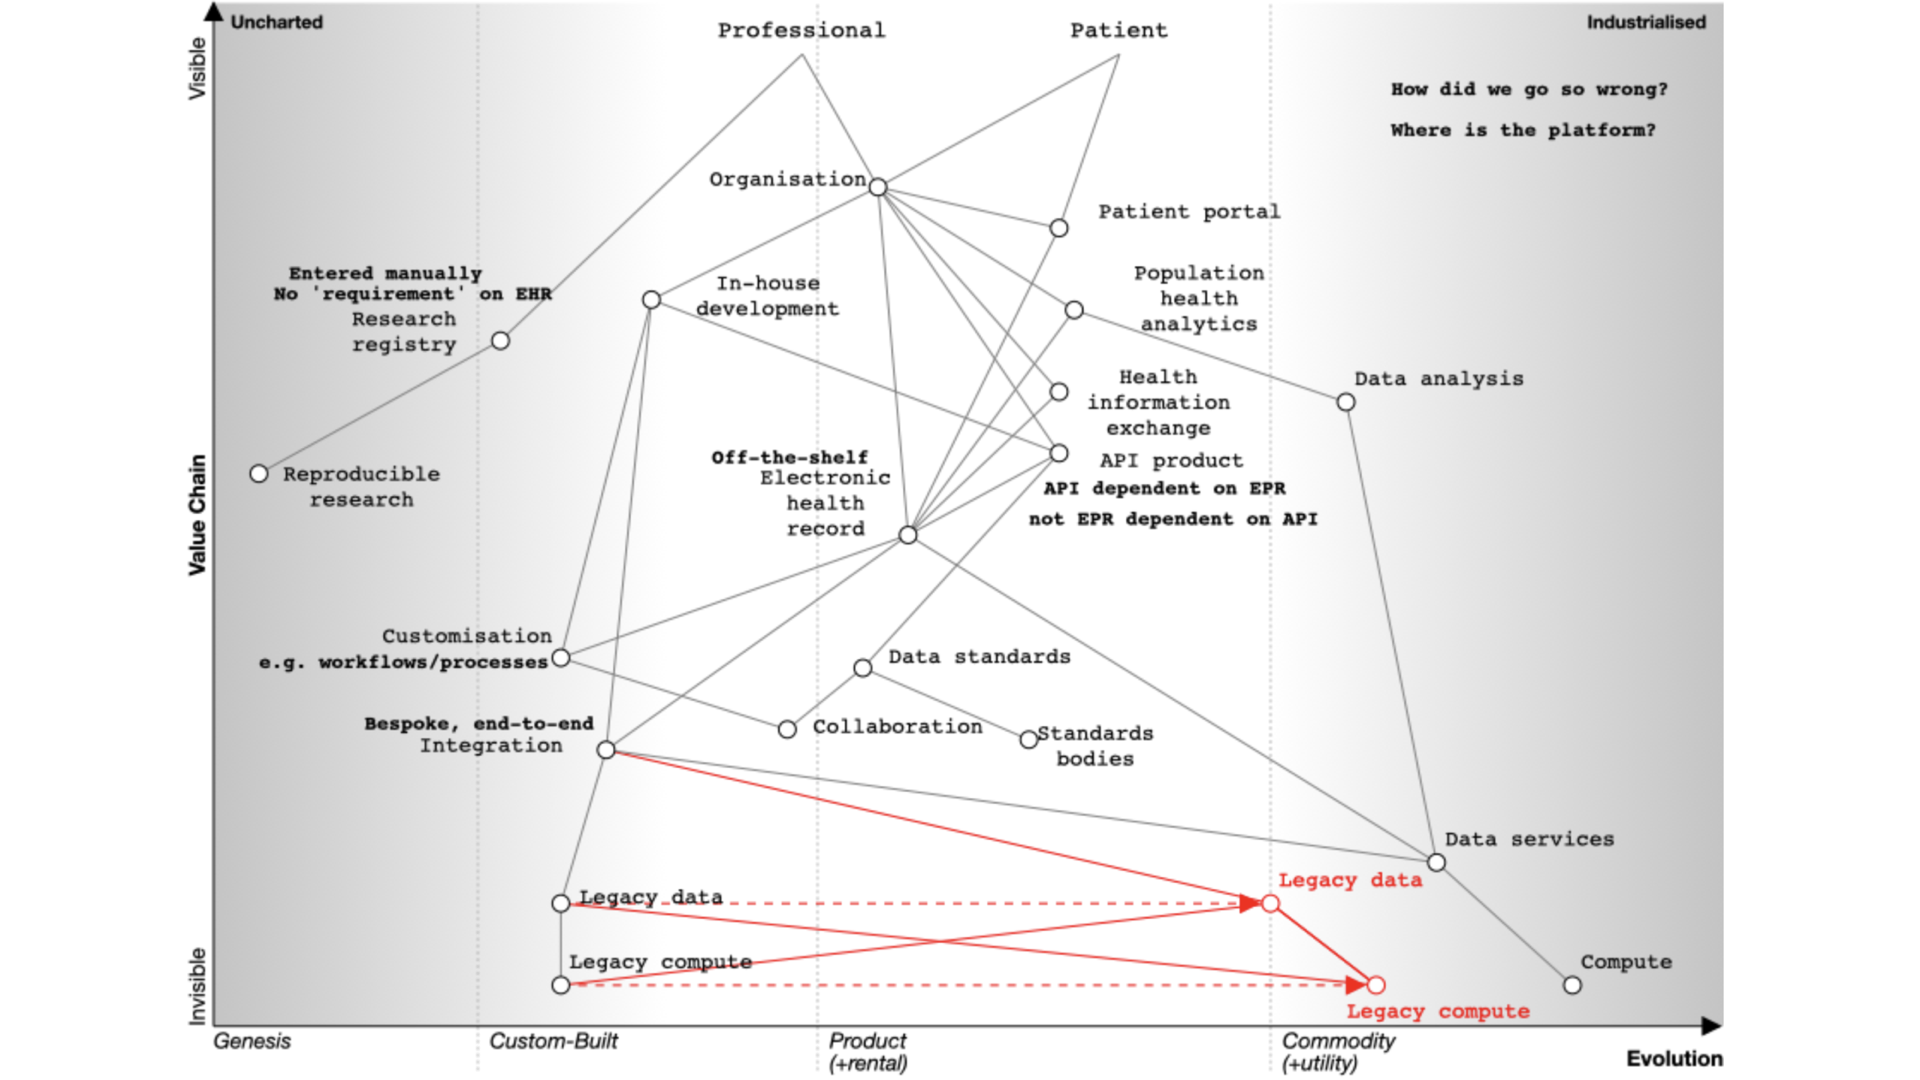 Uncharted
Professional
Patient
Industrialised
Visible
How did we go so wrong?
Where is the platform?
Organisation
Patient portal
Entered manually
No 'requirement' on EHR
Research
registry
In-house
development
Population
health
analytics
Health
information
exchange
Data analysis
Reproducible
research
Off-the-shelf
Electronic
health
record
API product
API dependent on EPR
not EPR dependent on API
Value Chain
Customisation
e.g. workflows/processes
Data standards
Bespoke, end-to-end
Integration
Collaboration
Standards
bodies
Data services
Legacy data
Legacy data
Legacy compute
Compute
Legacy compute
Invisible
Genesis
Custom-Built
Product
(+rental)
Commodity
(+utility)
Evolution